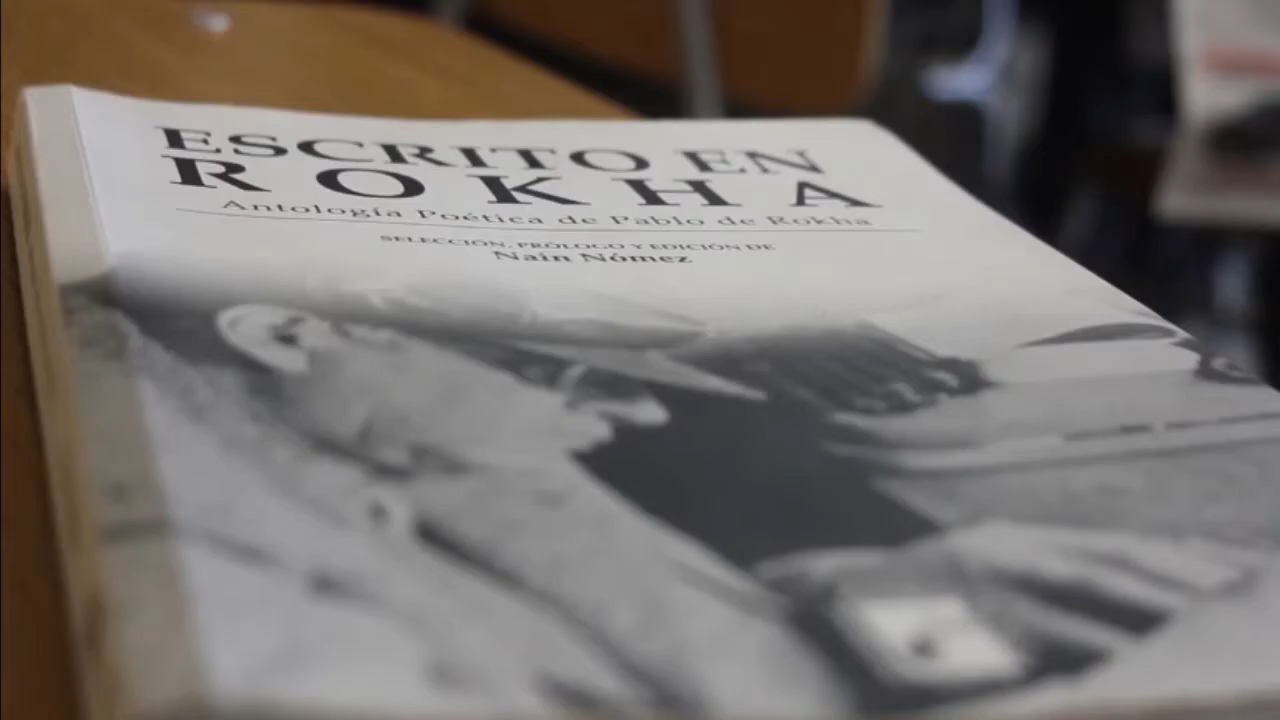 ESCRITO EN
ROKHA
Antología Poética de Pablo de Rokha
SELECCIÓN, PRÓLOGO Y EDICIÓN DE
Naín Nómez